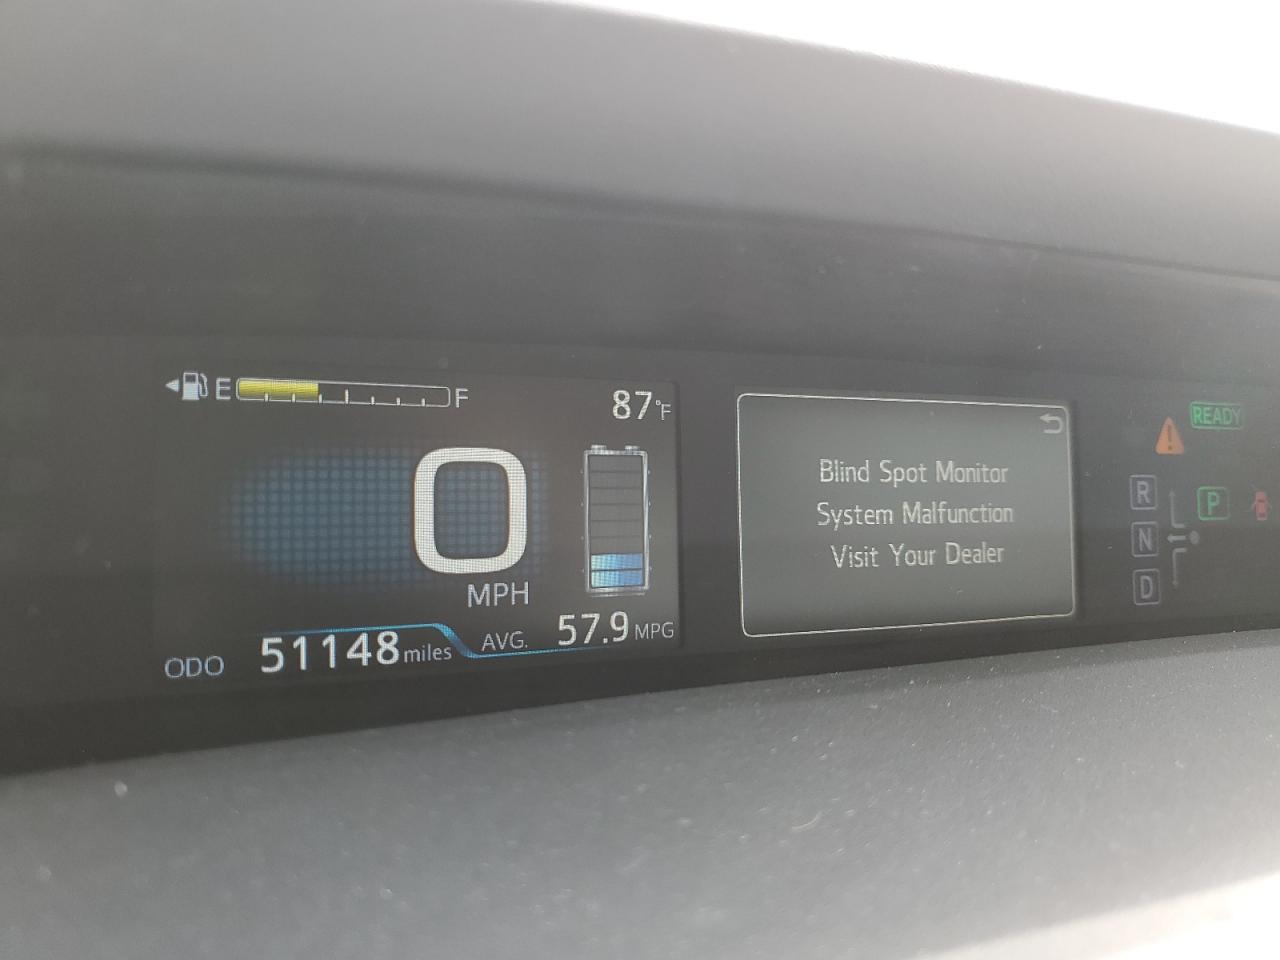 E F
87°F
0
MPH
ODO 51148 miles
AVG. 57.9 MPG
Blind Spot Monitor
System Malfunction
Visit Your Dealer
READY
R
P
N
D